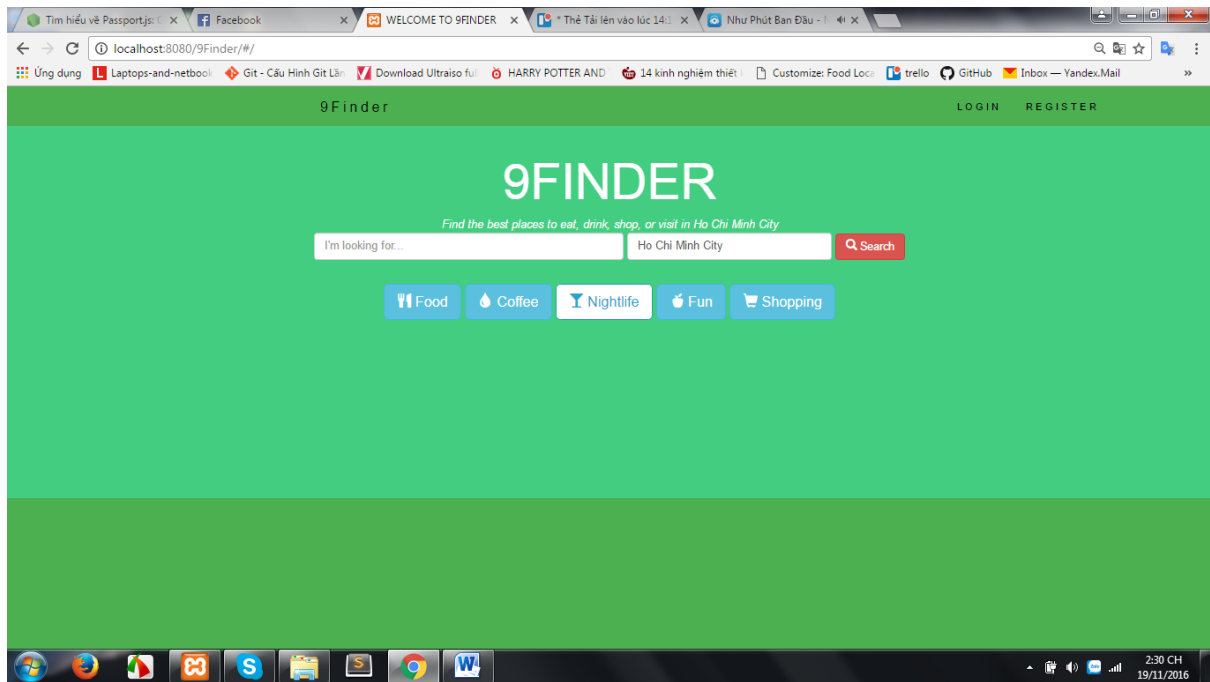 Tìm hiểu về Passport.js: C
Facebook
WELCOME TO 9FINDER
* Thẻ Tải lên vào lúc 14:1
Như Phút Ban Đầu - N
localhost:8080/9Finder/#/
Ứng dụng
Laptops-and-netbook
Git - Cấu Hình Git Lần
Download Ultraiso ful
HARRY POTTER AND
14 kinh nghiệm thiết
Customize: Food Loca
trello
GitHub
Inbox — Yandex.Mail
»
9Finder
LOGIN
REGISTER
9FINDER
Find the best places to eat, drink, shop, or visit in Ho Chi Minh City
I'm looking for...
Ho Chi Minh City
Search
Food
Coffee
Nightlife
Fun
Shopping
2:30 CH
19/11/2016